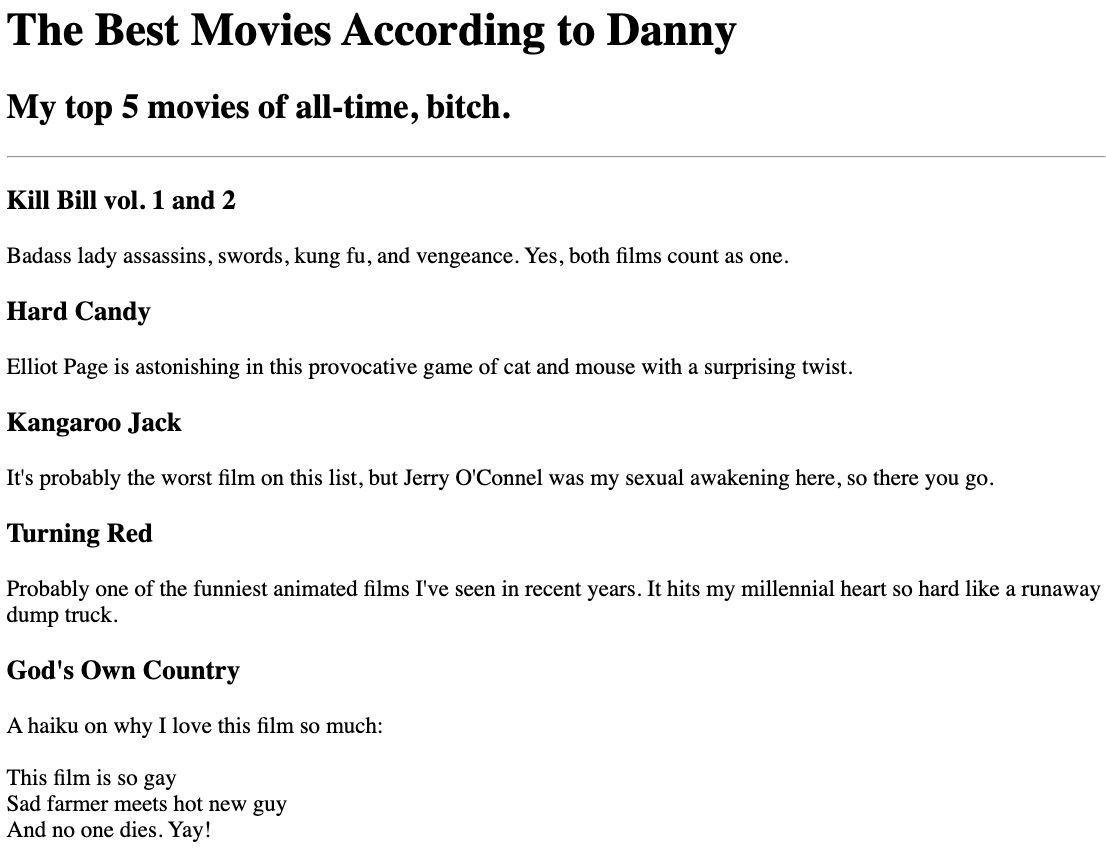 The Best Movies According to Danny
My top 5 movies of all-time, bitch.
Kill Bill vol. 1 and 2
Badass lady assassins, swords, kung fu, and vengeance. Yes, both films count as one.
Hard Candy
Elliot Page is astonishing in this provocative game of cat and mouse with a surprising twist.
Kangaroo Jack
It's probably the worst film on this list, but Jerry O'Connel was my sexual awakening here, so there you go.
Turning Red
Probably one of the funniest animated films I've seen in recent years. It hits my millennial heart so hard like a runaway
dump truck.
God's Own Country
A haiku on why I love this film so much:
This film is so gay
Sad farmer meets hot new guy
And no one dies. Yay!